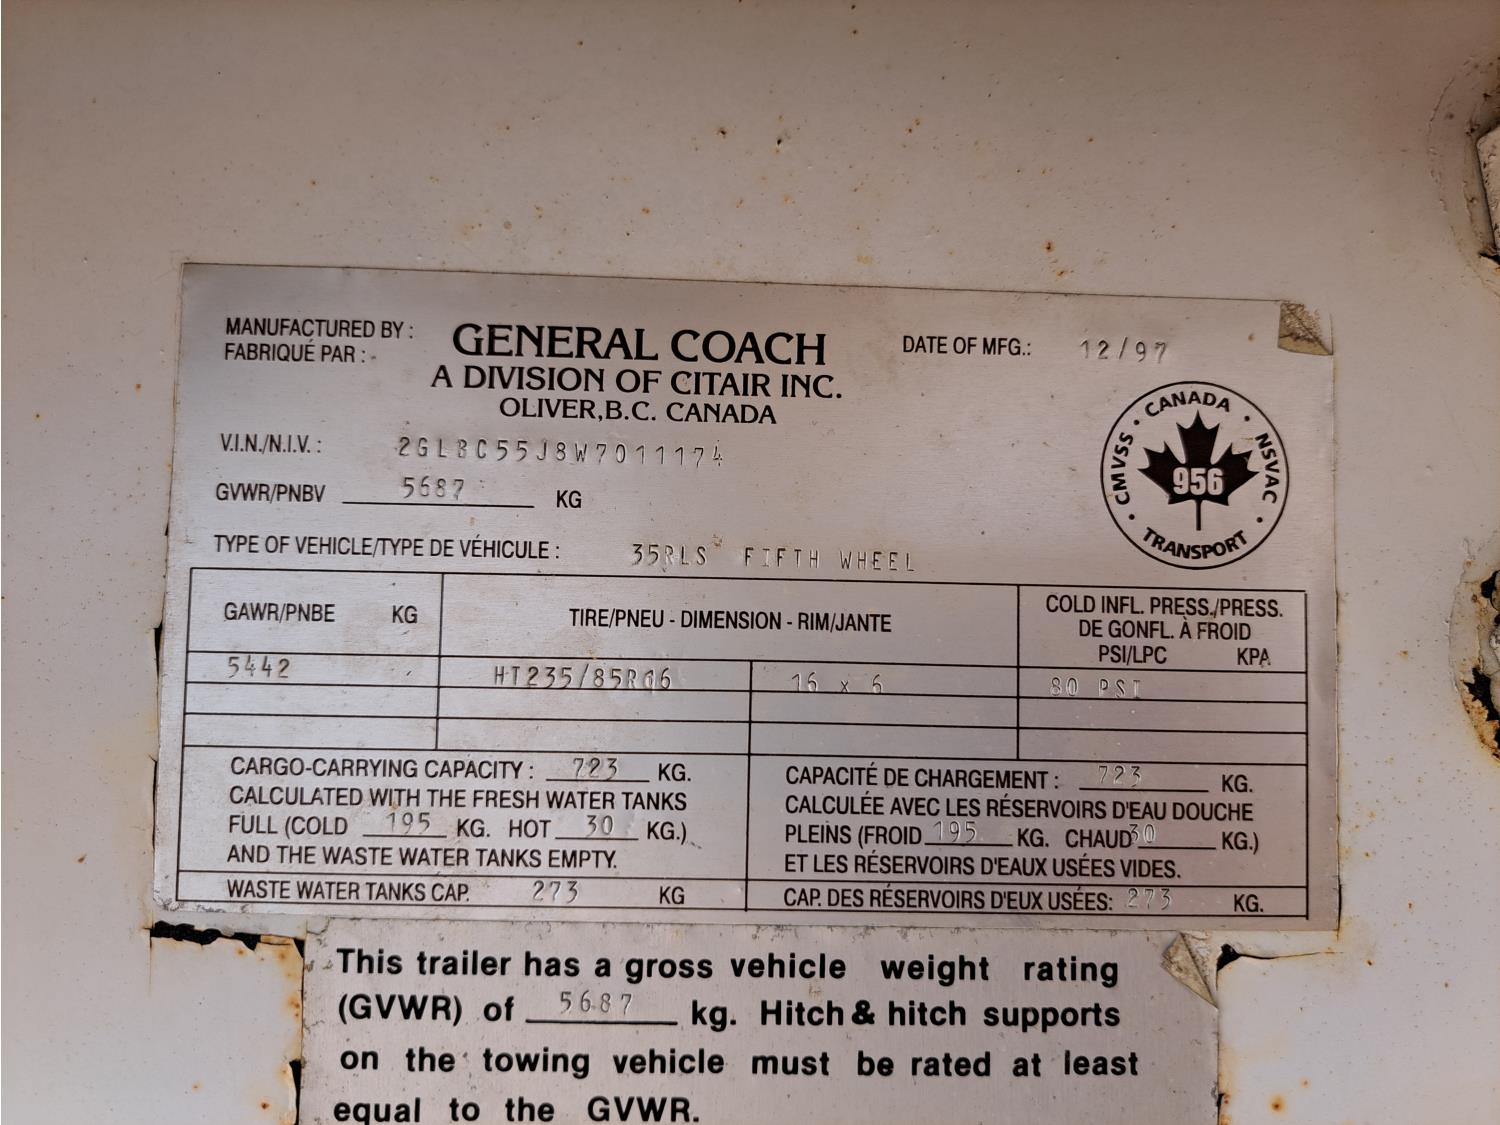 MANUFACTURED BY :
FABRIQUÉ PAR :
GENERAL COACH
A DIVISION OF CITAIR INC.
OLIVER, B.C. CANADA
DATE OF MFG.: 12/97
V.I.N./N.I.V. : 2GLBC55J8W7011174
GVWR/PNBV 5687 KG
CANADA
CMVSS
NSVAC
956
TRANSPORT
TYPE OF VEHICLE/TYPE DE VÉHICULE : 35RLS FIFTH WHEEL
GAWR/PNBE KG
TIRE/PNEU - DIMENSION - RIM/JANTE
COLD INFL. PRESS./PRESS.
DE GONFL. À FROID
PSI/LPC KPA
5442 HT235/85R16 16 x 6 80 PSI
CARGO-CARRYING CAPACITY : 723 KG.
CALCULATED WITH THE FRESH WATER TANKS
FULL (COLD 195 KG. HOT 30 KG.)
AND THE WASTE WATER TANKS EMPTY.
WASTE WATER TANKS CAP. 273 KG
CAPACITÉ DE CHARGEMENT : 723 KG.
CALCULÉE AVEC LES RÉSERVOIRS D'EAU DOUCHE
PLEINS (FROID 195 KG. CHAUD 30 KG.)
ET LES RÉSERVOIRS D'EAUX USÉES VIDES.
CAP. DES RÉSERVOIRS D'EUX USÉES: 273 KG.
This trailer has a gross vehicle weight rating
(GVWR) of 5687 kg. Hitch & hitch supports
on the towing vehicle must be rated at least
equal to the GVWR.